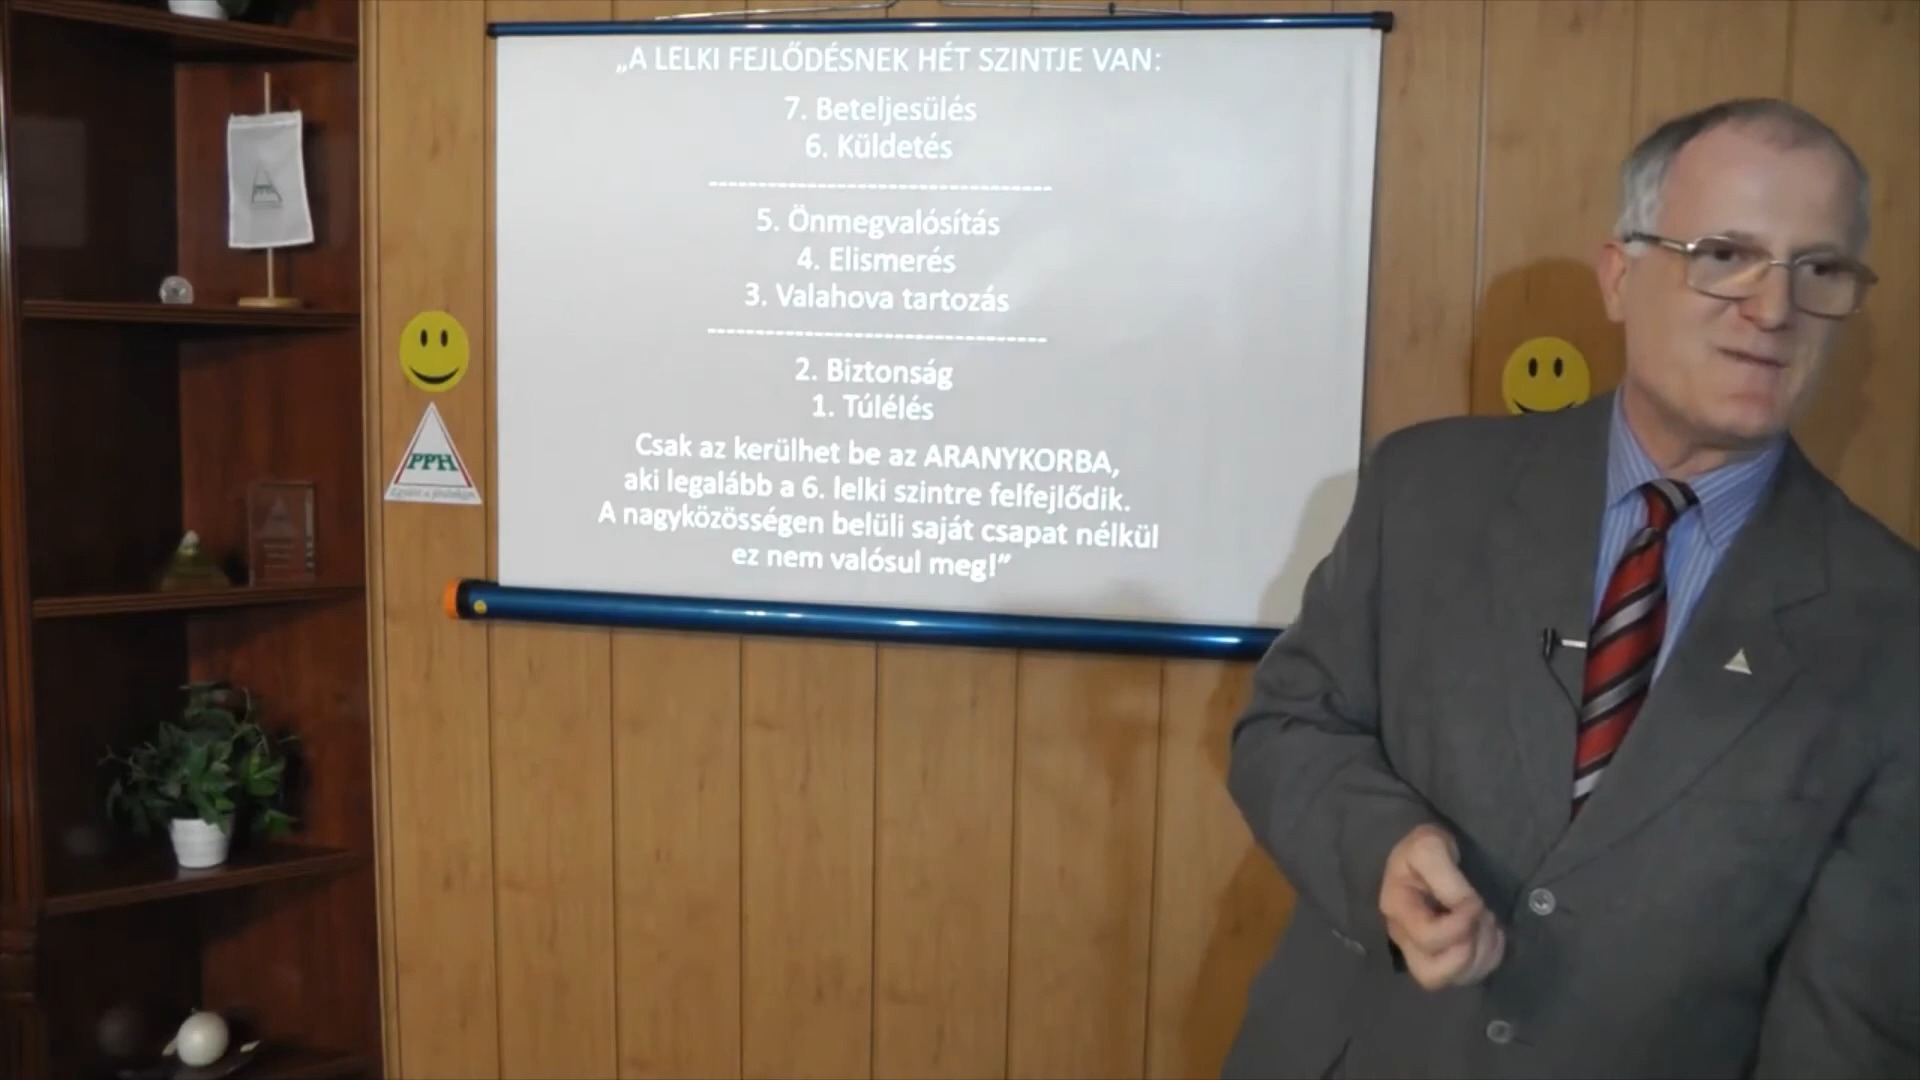 „A LELKI FEJLŐDÉSNEK HÉT SZINTJE VAN:
7. Beteljesülés
6. Küldetés
-----------------------------------
5. Önmegvalósítás
4. Elismerés
3. Valahova tartozás
-----------------------------------
2. Biztonság
1. Túlélés
Csak az kerülhet be az ARANYKORBA,
aki legalább a 6. lelki szintre felfejlődik.
A nagyközösségen belüli saját csapat nélkül
ez nem valósul meg!”
PPH